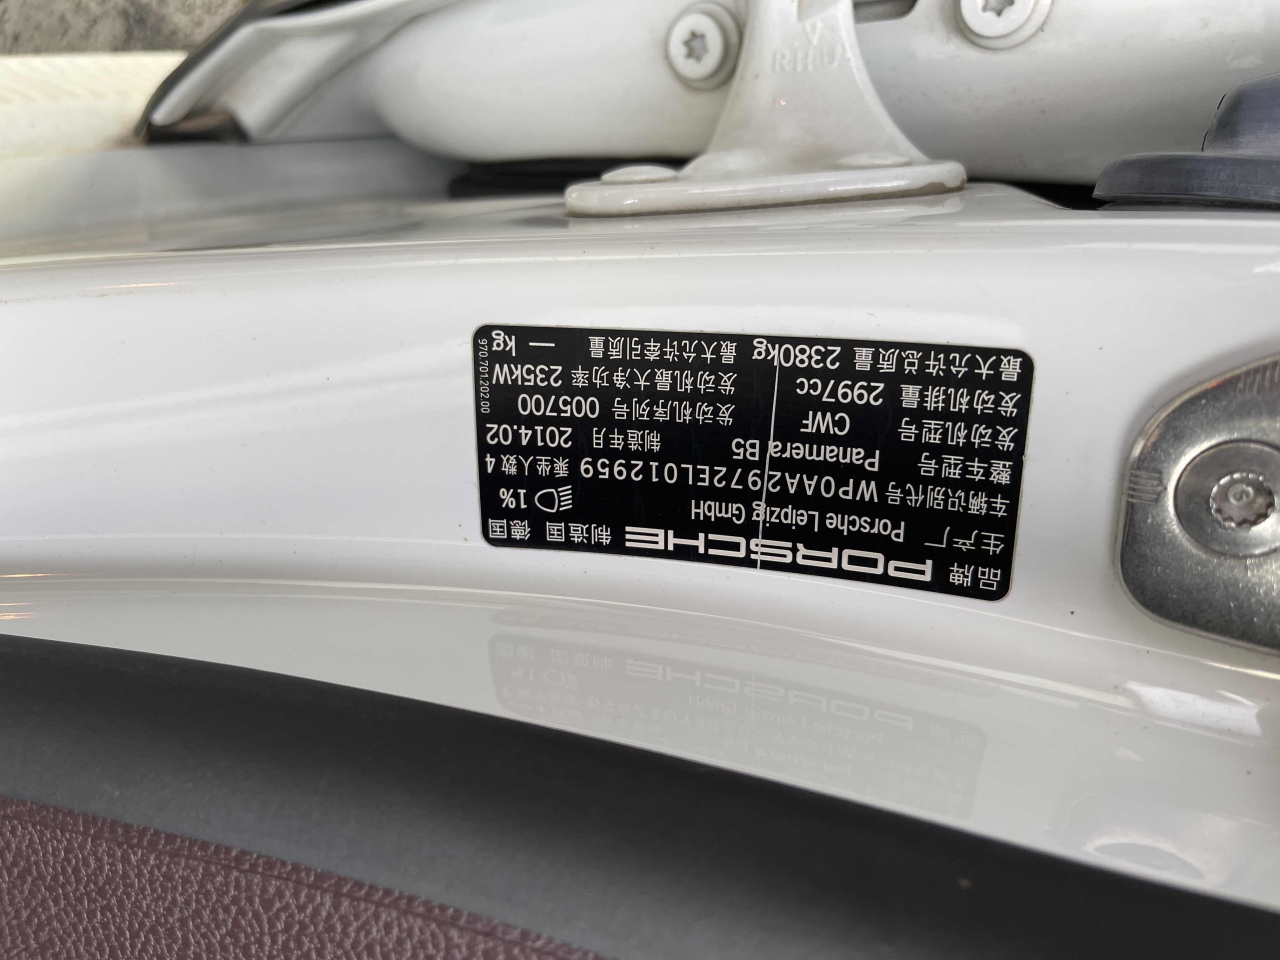 品牌 PORSCHE 制造国 德国
生产厂 Porsche Leipzig GmbH 1%
车辆识别代号 WP0AA2972EL012959 乘坐人数 4
整车型号 Panamera B5 制造年月 2014.02
发动机型号 CWF 发动机序列号 005700
发动机排量 2997cc 发动机最大净功率 235kW
最大允许总质量 2380kg 最大允许牵引质量 — kg
970.701.202.00